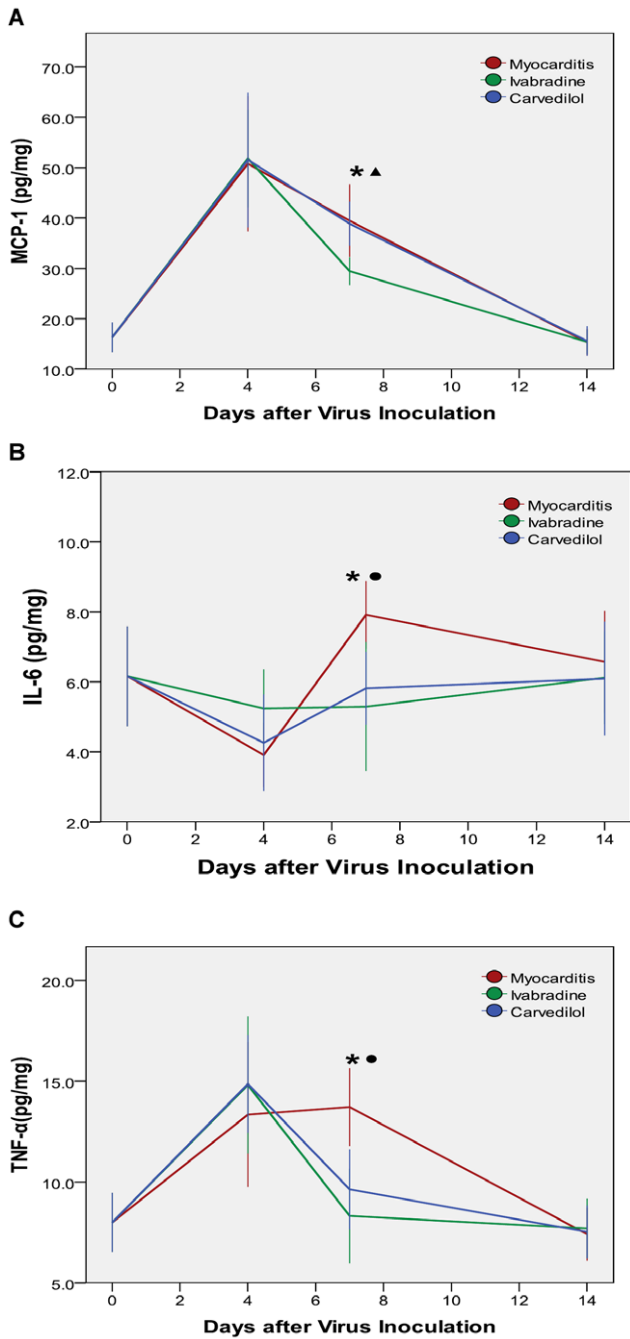 A
MCP-1 (pg/mg)
70.0
60.0
50.0
40.0
30.0
20.0
10.0
Myocarditis
Ivabradine
Carvedilol
* ▲
0 2 4 6 8 10 12 14
Days after Virus Inoculation
B
IL-6 (pg/mg)
12.0
10.0
8.0
6.0
4.0
2.0
Myocarditis
Ivabradine
Carvedilol
* ●
0 2 4 6 8 10 12 14
Days after Virus Inoculation
C
TNF-α(pg/mg)
20.0
15.0
10.0
5.0
Myocarditis
Ivabradine
Carvedilol
* ●
0 2 4 6 8 10 12 14
Days after Virus Inoculation